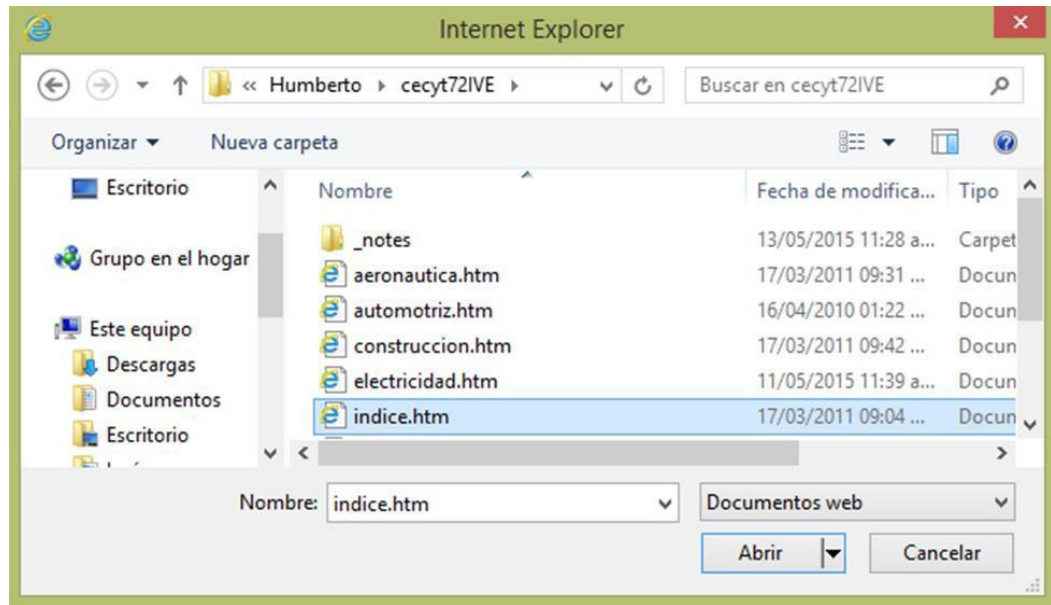 Internet Explorer
« Humberto cecyt72IVE
Buscar en cecyt72IVE
Organizar Nueva carpeta
Escritorio
Grupo en el hogar
Este equipo
Descargas
Documentos
Escritorio
Nombre Fecha de modifica... Tipo
_notes 13/05/2015 11:28 a... Carpet
aeronautica.htm 17/03/2011 09:31 ... Docun
automotriz.htm 16/04/2010 01:22 ... Docun
construccion.htm 17/03/2011 09:42 ... Docun
electricidad.htm 11/05/2015 11:39 a... Docun
indice.htm 17/03/2011 09:04 ... Docun
Nombre: indice.htm Documentos web
Abrir Cancelar